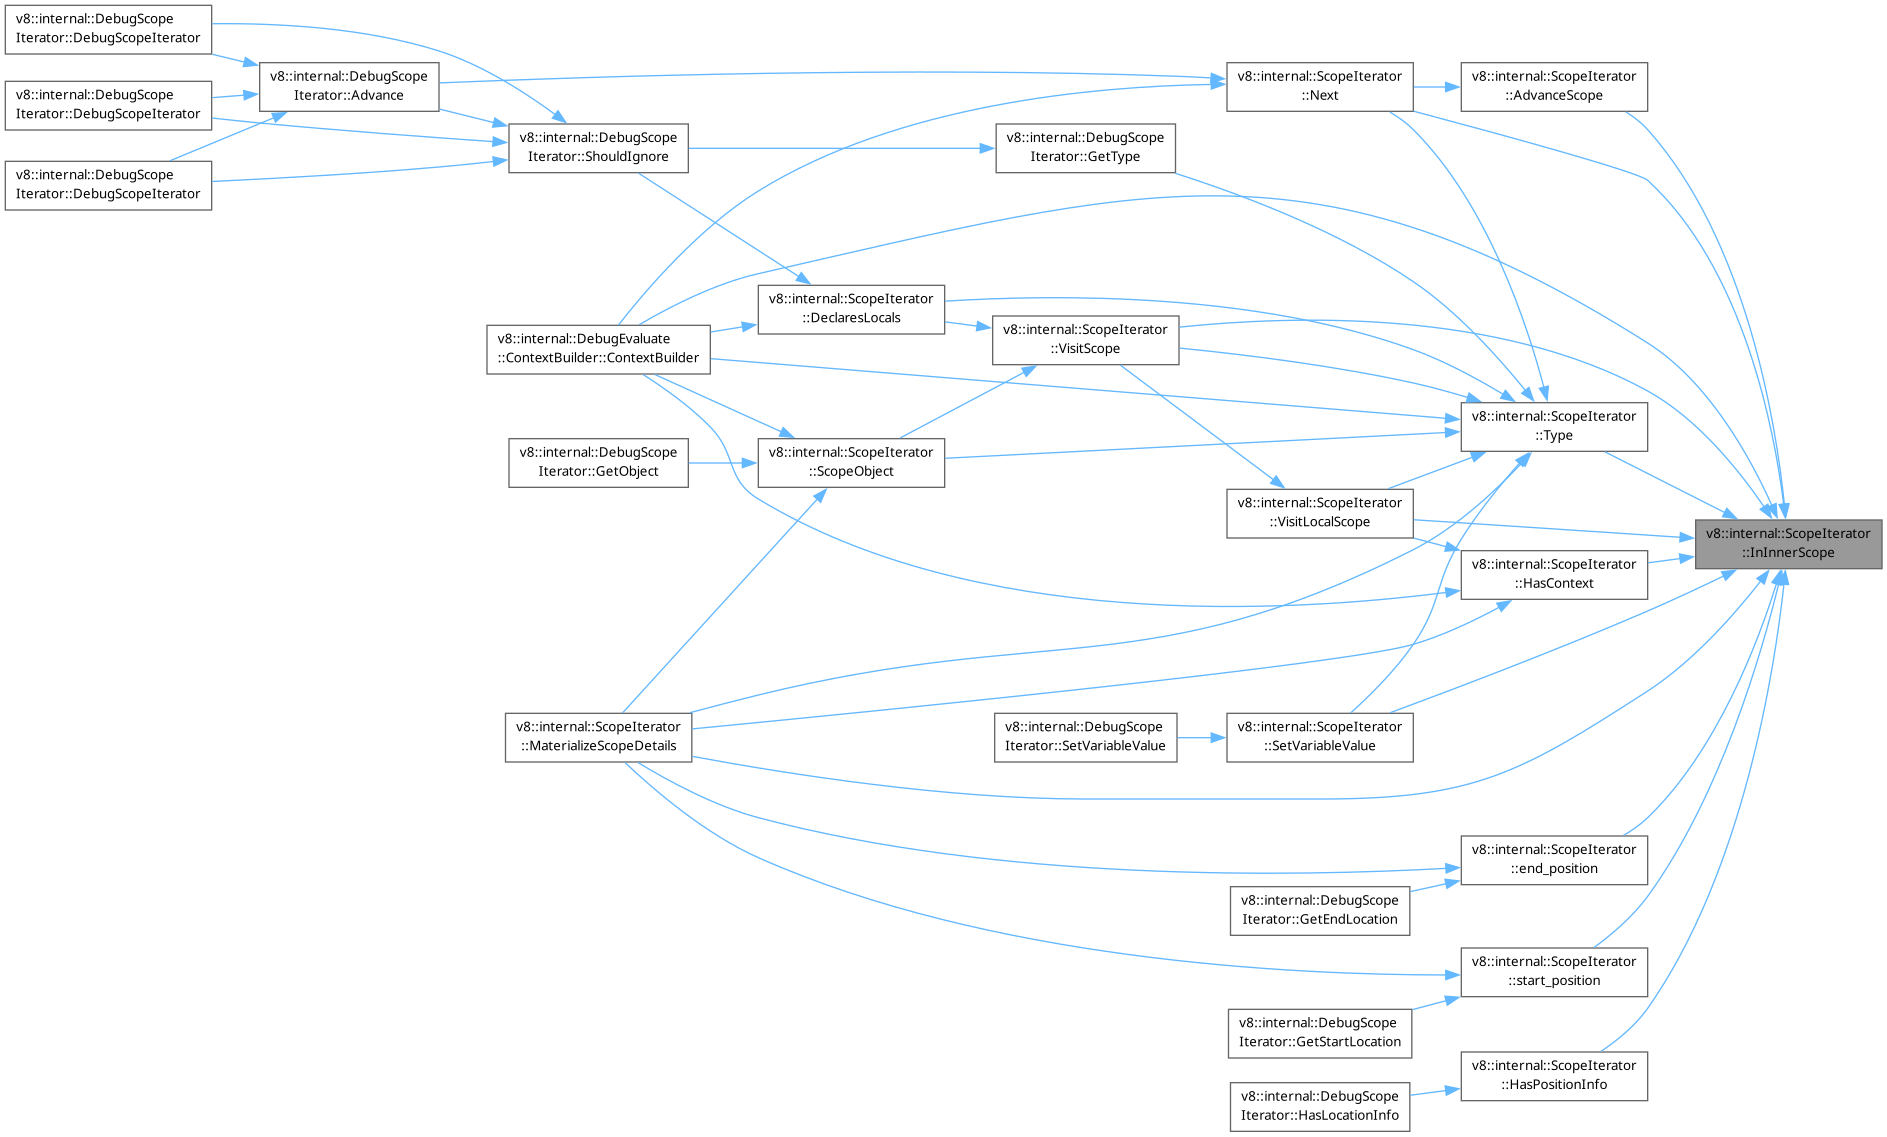 v8::internal::DebugScope
Iterator::DebugScopeIterator
v8::internal::DebugScope
Iterator::Advance
v8::internal::DebugScope
Iterator::DebugScopeIterator
v8::internal::DebugScope
Iterator::DebugScopeIterator
v8::internal::DebugScope
Iterator::ShouldIgnore
v8::internal::DebugScope
Iterator::GetType
v8::internal::ScopeIterator
::Next
v8::internal::ScopeIterator
::AdvanceScope
v8::internal::ScopeIterator
::DeclaresLocals
v8::internal::ScopeIterator
::VisitScope
v8::internal::DebugEvaluate
::ContextBuilder::ContextBuilder
v8::internal::ScopeIterator
::Type
v8::internal::DebugScope
Iterator::GetObject
v8::internal::ScopeIterator
::ScopeObject
v8::internal::ScopeIterator
::VisitLocalScope
v8::internal::ScopeIterator
::InInnerScope
v8::internal::ScopeIterator
::HasContext
v8::internal::ScopeIterator
::MaterializeScopeDetails
v8::internal::DebugScope
Iterator::SetVariableValue
v8::internal::ScopeIterator
::SetVariableValue
v8::internal::ScopeIterator
::end_position
v8::internal::DebugScope
Iterator::GetEndLocation
v8::internal::ScopeIterator
::start_position
v8::internal::DebugScope
Iterator::GetStartLocation
v8::internal::ScopeIterator
::HasPositionInfo
v8::internal::DebugScope
Iterator::HasLocationInfo